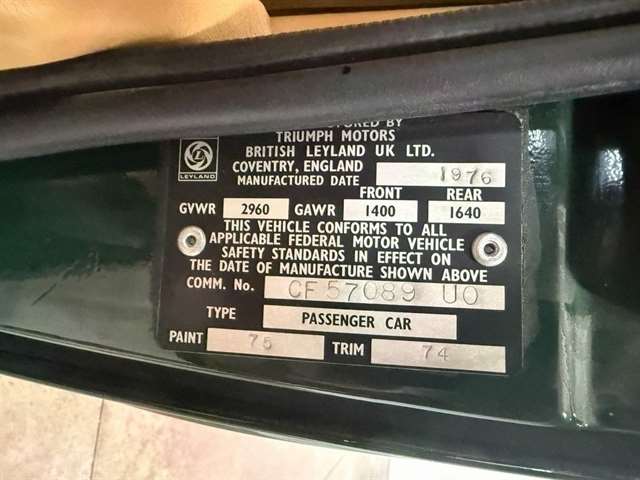 TRIUMPH MOTORS
BRITISH LEYLAND UK LTD.
COVENTRY, ENGLAND
MANUFACTURED DATE 1976
LEYLAND
FRONT REAR
GVWR 2960 GAWR 1400 1640
THIS VEHICLE CONFORMS TO ALL
APPLICABLE FEDERAL MOTOR VEHICLE
SAFETY STANDARDS IN EFFECT ON
THE DATE OF MANUFACTURE SHOWN ABOVE
COMM. No. CF 57089 UO
TYPE PASSENGER CAR
PAINT 75 TRIM 74